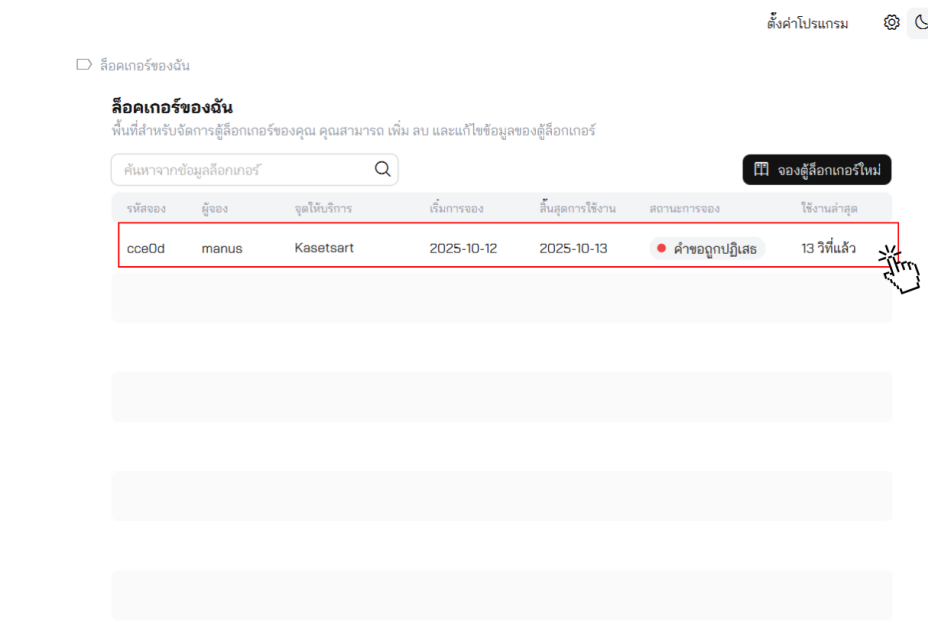 ตั้งค่าโปรแกรม
ล็อคเกอร์ของฉัน
ล็อคเกอร์ของฉัน
พื้นที่สำหรับจัดการตู้ล็อกเกอร์ของคุณ คุณสามารถ เพิ่ม ลบ และแก้ไขข้อมูลของตู้ล็อกเกอร์
ค้นหาจากข้อมูลล็อกเกอร์ จองตู้ล็อกเกอร์ใหม่
รหัสจอง ผู้จอง จุดให้บริการ เริ่มการจอง สิ้นสุดการใช้งาน สถานะการจอง ใช้งานล่าสุด
cce0d manus Kasetsart 2025-10-12 2025-10-13 คำขอถูกปฏิเสธ 13 วิที่แล้ว